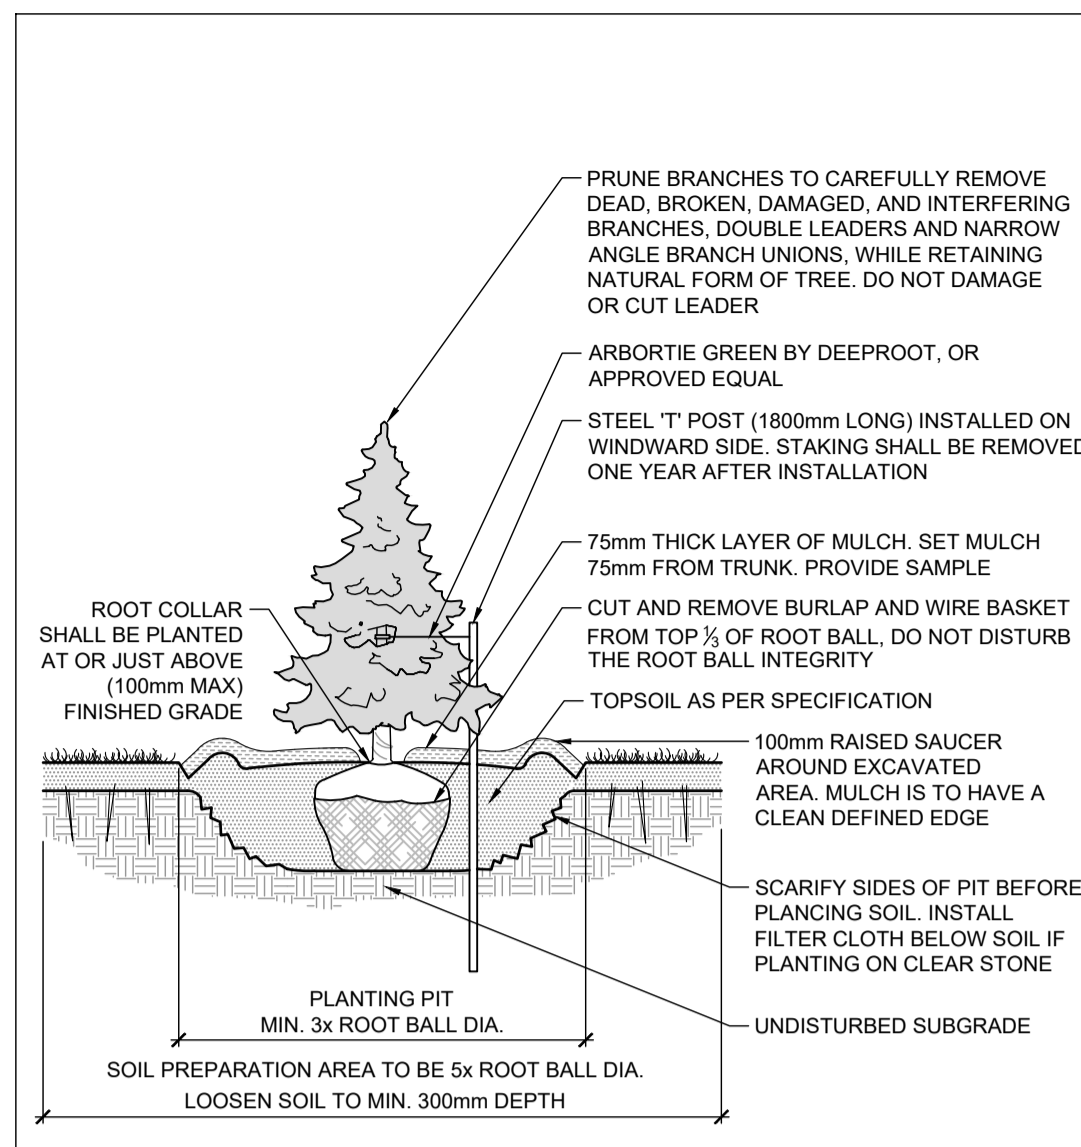 PRUNE BRANCHES TO CAREFULLY REMOVE
DEAD, BROKEN, DAMAGED, AND INTERFERING
BRANCHES, DOUBLE LEADERS AND NARROW
ANGLE BRANCH UNIONS, WHILE RETAINING
NATURAL FORM OF TREE. DO NOT DAMAGE
OR CUT LEADER
ARBORTIE GREEN BY DEEPROOT, OR
APPROVED EQUAL
STEEL 'T' POST (1800mm LONG) INSTALLED ON
WINDWARD SIDE. STAKING SHALL BE REMOVED
ONE YEAR AFTER INSTALLATION
75mm THICK LAYER OF MULCH. SET MULCH
75mm FROM TRUNK. PROVIDE SAMPLE
CUT AND REMOVE BURLAP AND WIRE BASKET
FROM TOP ⅓ OF ROOT BALL, DO NOT DISTURB
THE ROOT BALL INTEGRITY
TOPSOIL AS PER SPECIFICATION
100mm RAISED SAUCER
AROUND EXCAVATED
AREA. MULCH IS TO HAVE A
CLEAN DEFINED EDGE
SCARIFY SIDES OF PIT BEFORE
PLANCING SOIL. INSTALL
FILTER CLOTH BELOW SOIL IF
PLANTING ON CLEAR STONE
UNDISTURBED SUBGRADE
ROOT COLLAR
SHALL BE PLANTED
AT OR JUST ABOVE
(100mm MAX)
FINISHED GRADE
PLANTING PIT
MIN. 3x ROOT BALL DIA.
SOIL PREPARATION AREA TO BE 5x ROOT BALL DIA.
LOOSEN SOIL TO MIN. 300mm DEPTH